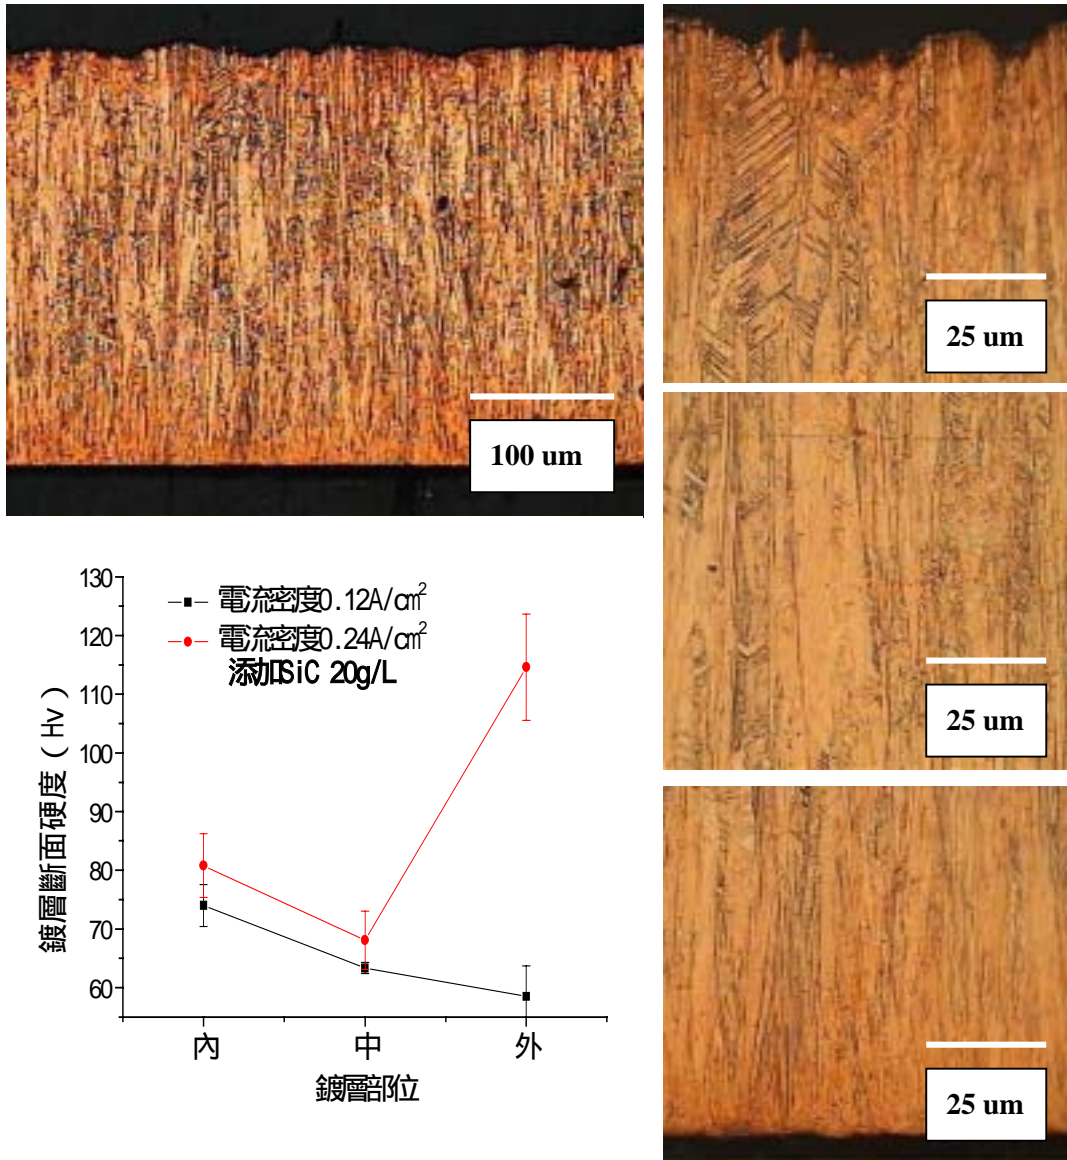 100 um
25 um
25 um
25 um
130
120
110
100
90
80
70
60
鍍層斷面硬度(Hv)
電流密度0.12A/cm²
電流密度0.24A/cm²
添加SiC 20g/L
內 中 外
鍍層部位